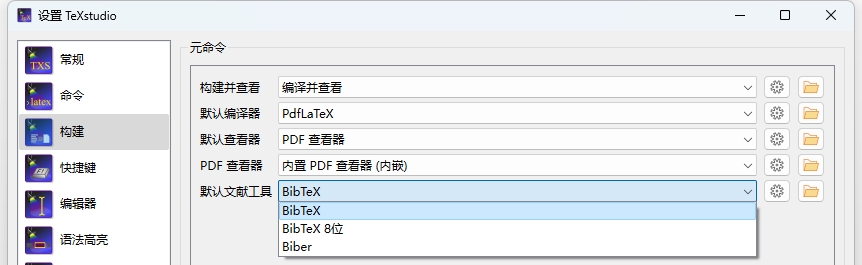 设置 TeXstudio
常规
命令
构建
快捷键
编辑器
语法高亮
元命令
构建并查看 编译并查看
默认编译器 PdfLaTeX
默认查看器 PDF 查看器
PDF 查看器 内置 PDF 查看器 (内嵌)
默认文献工具 BibTeX
BibTeX
BibTeX 8位
Biber